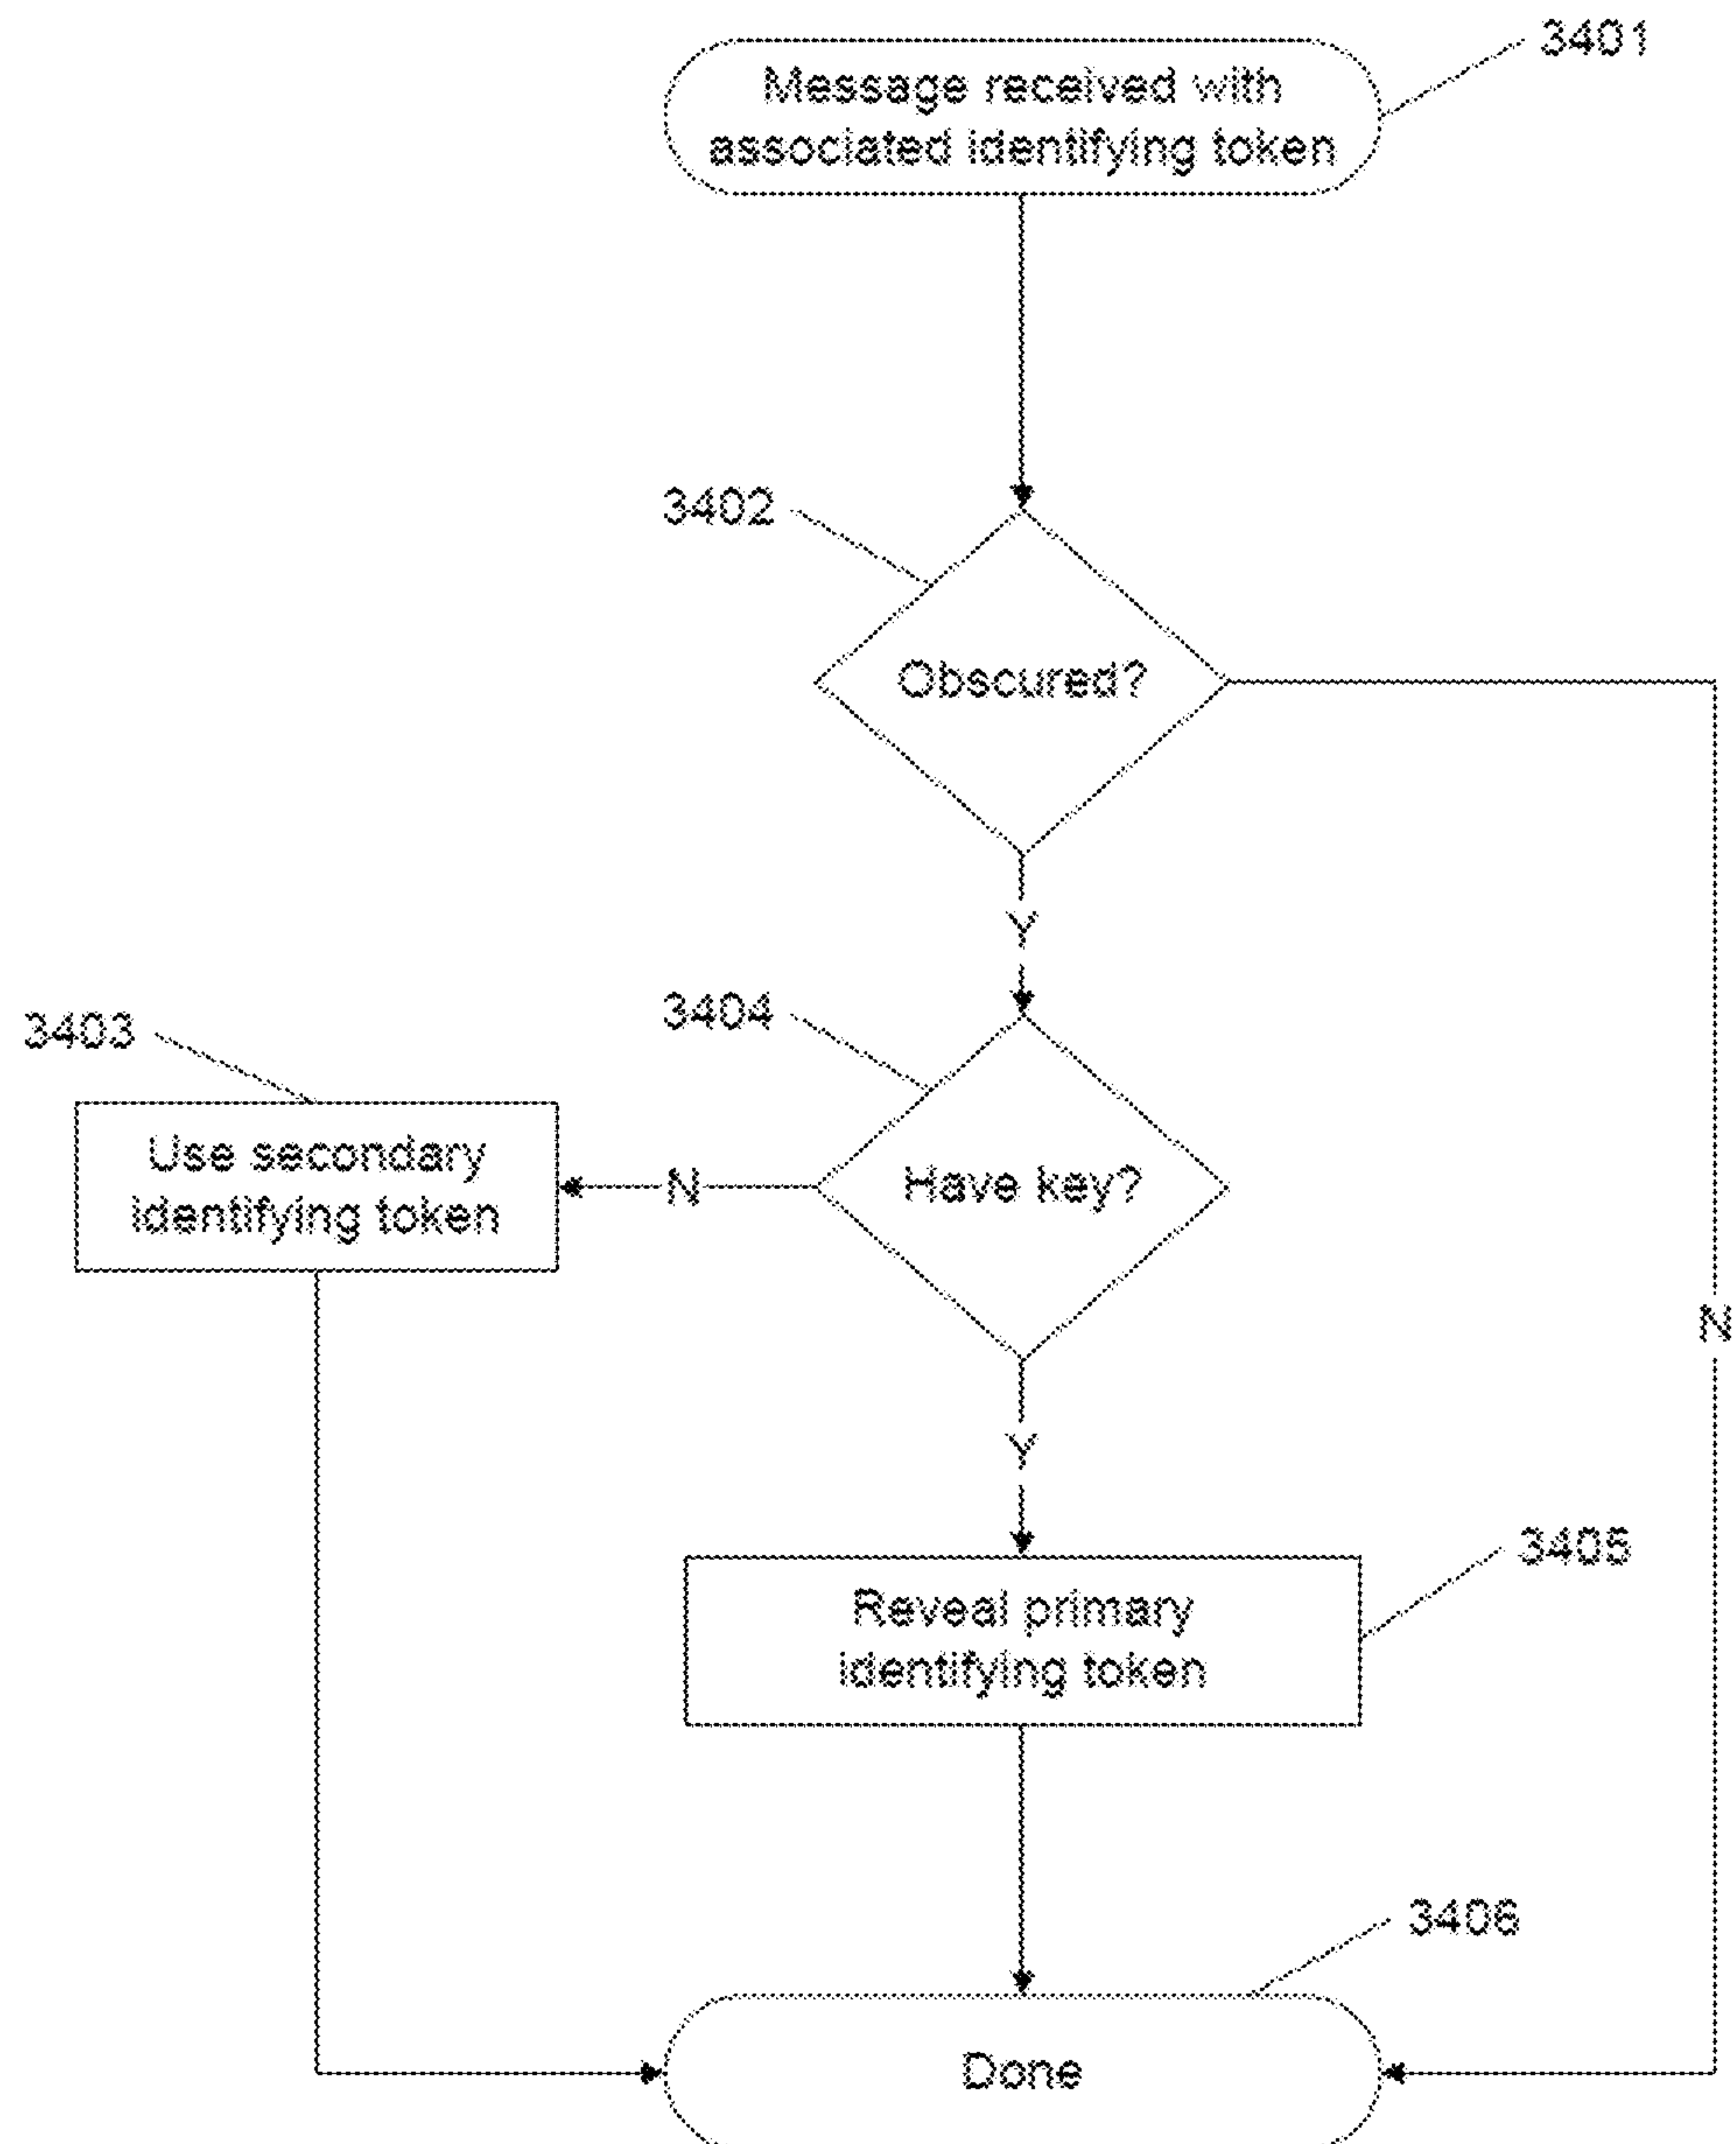 3401
Message received with
associated identifying token
3402
Obscured?
Y
3404
3403
Use secondary
identifying token
N
Have key?
N
Y
3405
Reveal primary
identifying token
3406
Done